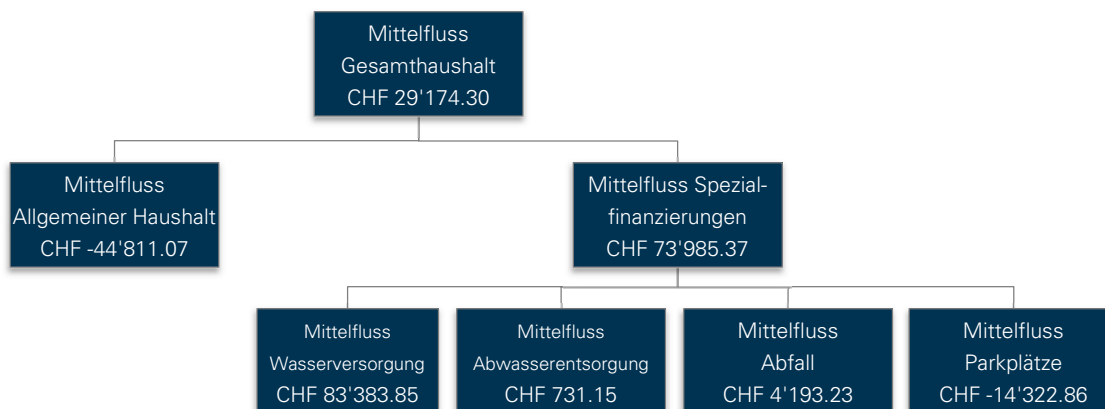 Mittelfluss
Gesamthaushalt
CHF 29'174.30
Mittelfluss
Allgemeiner Haushalt
CHF -44'811.07
Mittelfluss Spezial-
finanzierungen
CHF 73'985.37
Mittelfluss
Wasserversorgung
CHF 83'383.85
Mittelfluss
Abwasserentsorgung
CHF 731.15
Mittelfluss
Abfall
CHF 4'193.23
Mittelfluss
Parkplätze
CHF -14'322.86